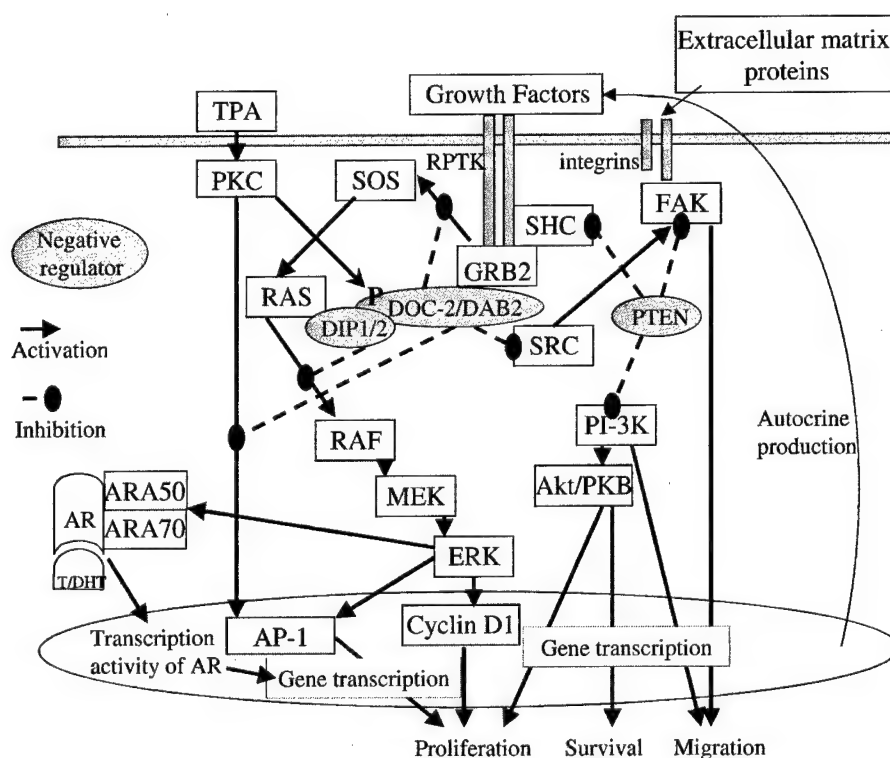 Extracellular matrix
proteins
Growth Factors
TPA
RPTK
integrins
PKC
SOS
FAK
SHC
Negative
regulator
GRB2
RAS
P
DOC-2/DAB2
DIP1/2
PTEN
SRC
Activation
Inhibition
RAF
PI-3K
Autocrine
production
MEK
Akt/PKB
ARA50
AR
ARA70
ERK
T/DHT
Cyclin D1
AP-1
Transcription
activity of AR
Gene transcription
Gene transcription
Proliferation
Survival
Migration